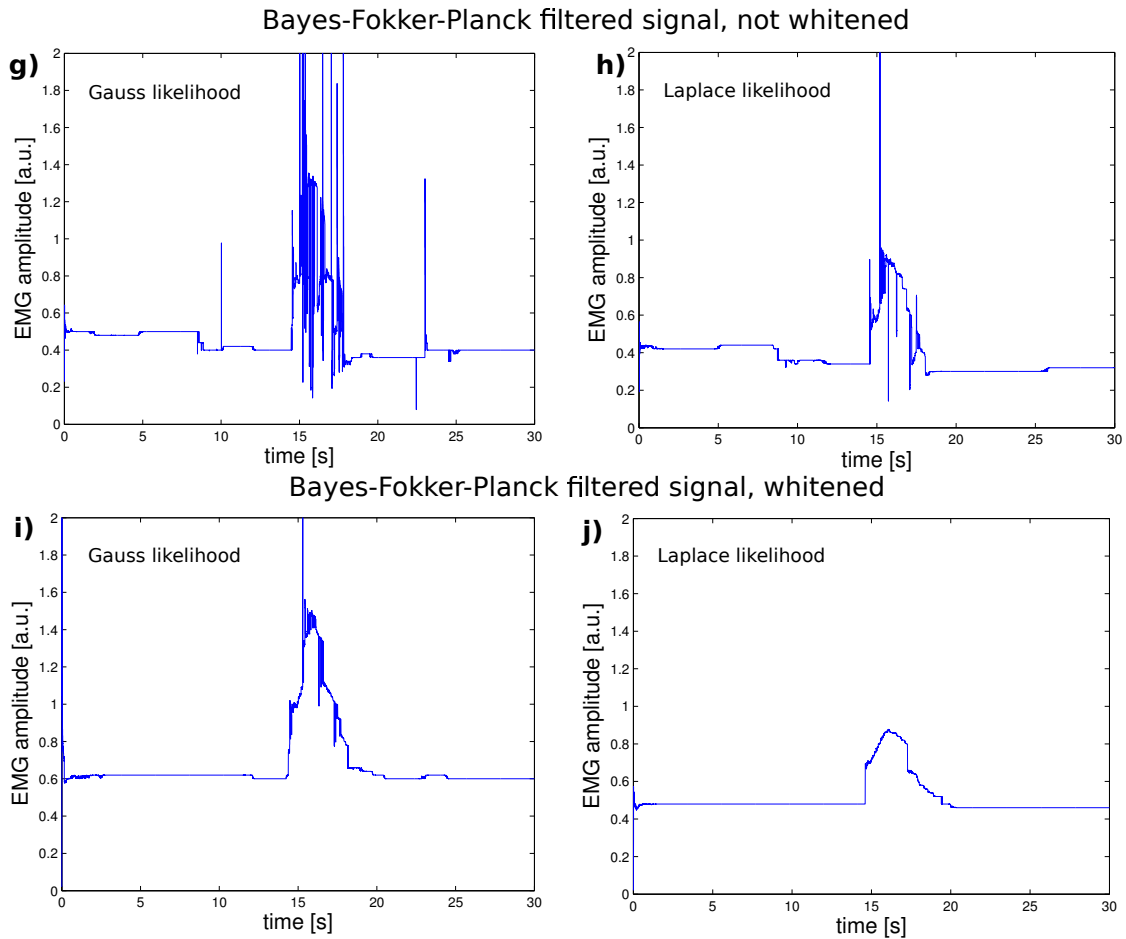 Bayes-Fokker-Planck filtered signal, not whitened
g)
Gauss likelihood
EMG amplitude [a.u.]
2
1.8
1.6
1.4
1.2
1
0.8
0.6
0.4
0.2
0
0 5 10 15 20 25 30
time [s]
h)
Laplace likelihood
EMG amplitude [a.u.]
2
1.8
1.6
1.4
1.2
1
0.8
0.6
0.4
0.2
0
0 5 10 15 20 25 30
time [s]
Bayes-Fokker-Planck filtered signal, whitened
i)
Gauss likelihood
EMG amplitude [a.u.]
2
1.8
1.6
1.4
1.2
1
0.8
0.6
0.4
0.2
0
0 5 10 15 20 25 30
time [s]
j)
Laplace likelihood
EMG amplitude [a.u.]
2
1.8
1.6
1.4
1.2
1
0.8
0.6
0.4
0.2
0
0 5 10 15 20 25 30
time [s]